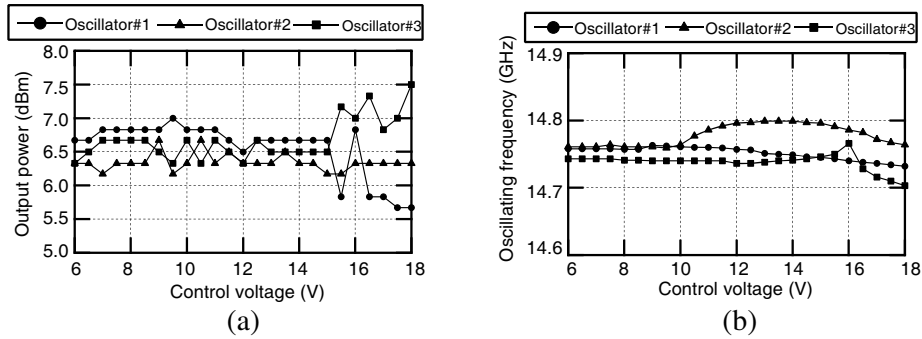 Oscillator#1 Oscillator#2 Oscillator#3
8.0
7.5
7.0
6.5
6.0
5.5
5.0
Output power (dBm)
6 8 10 12 14 16 18
Control voltage (V)
(a)
Oscillator#1 Oscillator#2 Oscillator#3
14.9
14.8
14.7
14.6
Oscillating frequency (GHz)
6 8 10 12 14 16 18
Control voltage (V)
(b)